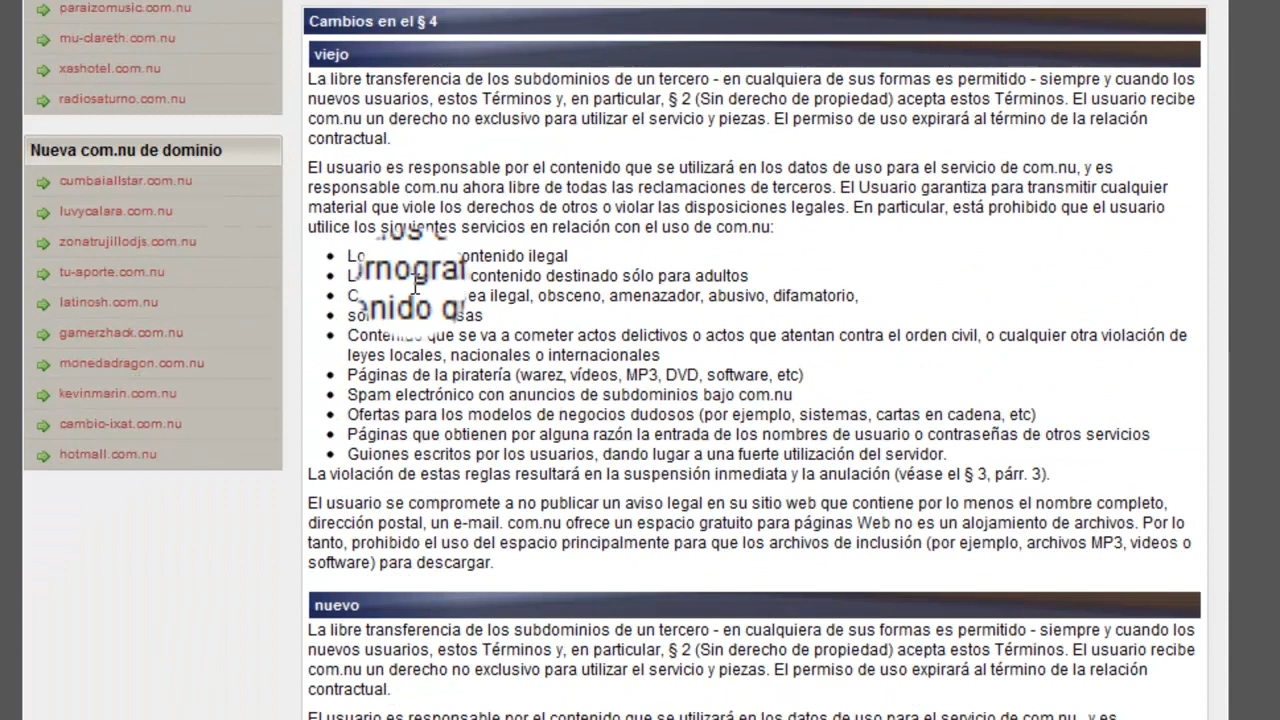 paraizomusic.com.nu
mu-clareth.com.nu
xashotel.com.nu
radiosaturno.com.nu
Nueva com.nu de dominio
cumbaiallstar.com.nu
luvycalara.com.nu
zonatrujillodjs.com.nu
tu-aporte.com.nu
latinosh.com.nu
gamerzhack.com.nu
monedadragon.com.nu
kevinmarin.com.nu
cambio-ixat.com.nu
hotmall.com.nu
Cambios en el § 4
viejo
La libre transferencia de los subdominios de un tercero - en cualquiera de sus formas es permitido - siempre y cuando los
nuevos usuarios, estos Términos y, en particular, § 2 (Sin derecho de propiedad) acepta estos Términos. El usuario recibe
com.nu un derecho no exclusivo para utilizar el servicio y piezas. El permiso de uso expirará al término de la relación
contractual.
El usuario es responsable por el contenido que se utilizará en los datos de uso para el servicio de com.nu, y es
responsable com.nu ahora libre de todas las reclamaciones de terceros. El Usuario garantiza para transmitir cualquier
material que viole los derechos de otros o violar las disposiciones legales. En particular, está prohibido que el usuario
utilice los siguientes servicios en relación con el uso de com.nu:
ontenido ilegal
contenido destinado sólo para adultos
ea ilegal, obsceno, amenazador, abusivo, difamatorio,
Contenido que se va a cometer actos delictivos o actos que atentan contra el orden civil, o cualquier otra violación de
leyes locales, nacionales o internacionales
Páginas de la piratería (warez, vídeos, MP3, DVD, software, etc)
Spam electrónico con anuncios de subdominios bajo com.nu
Ofertas para los modelos de negocios dudosos (por ejemplo, sistemas, cartas en cadena, etc)
Páginas que obtienen por alguna razón la entrada de los nombres de usuario o contraseñas de otros servicios
Guiones escritos por los usuarios, dando lugar a una fuerte utilización del servidor.
La violación de estas reglas resultará en la suspensión inmediata y la anulación (véase el § 3, párr. 3).
El usuario se compromete a no publicar un aviso legal en su sitio web que contiene por lo menos el nombre completo,
dirección postal, un e-mail. com.nu ofrece un espacio gratuito para páginas Web no es un alojamiento de archivos. Por lo
tanto, prohibido el uso del espacio principalmente para que los archivos de inclusión (por ejemplo, archivos MP3, videos o
software) para descargar.
nuevo
La libre transferencia de los subdominios de un tercero - en cualquiera de sus formas es permitido - siempre y cuando los
nuevos usuarios, estos Términos y, en particular, § 2 (Sin derecho de propiedad) acepta estos Términos. El usuario recibe
com.nu un derecho no exclusivo para utilizar el servicio y piezas. El permiso de uso expirará al término de la relación
contractual.
El usuario es responsable por el contenido que se utilizará en los datos de uso para el servicio de com.nu, y es